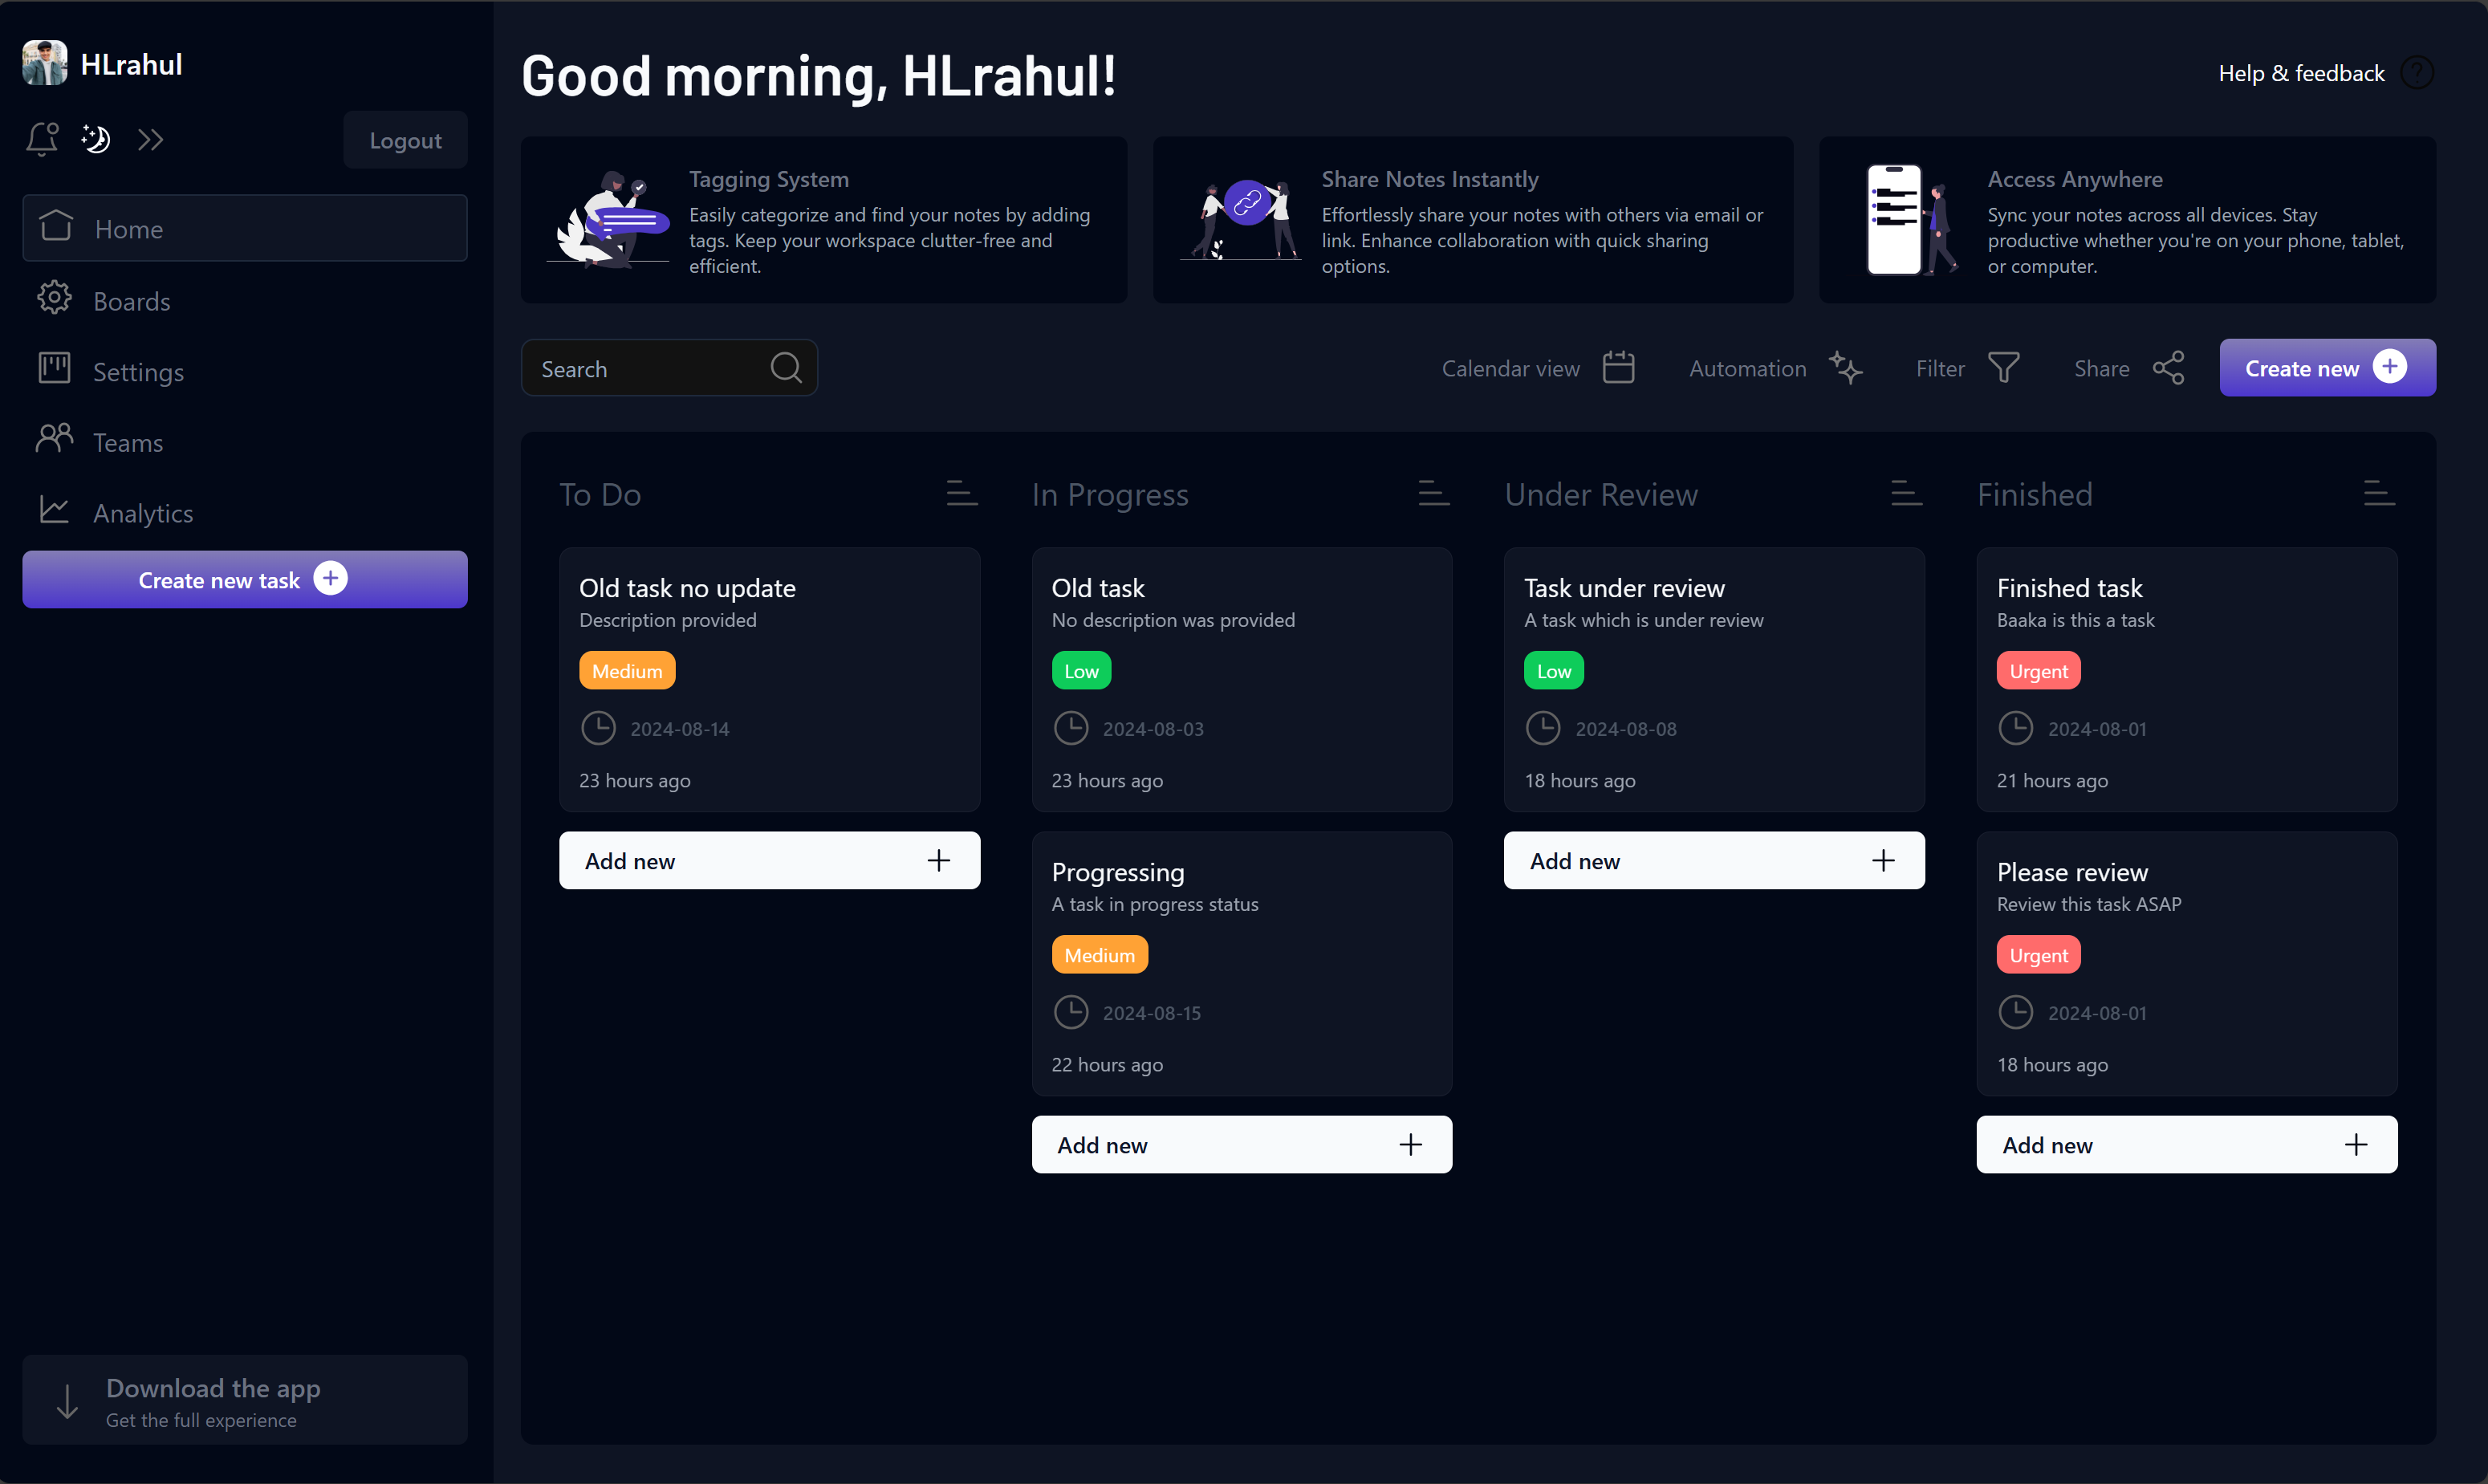 HLrahul
Logout
Home
Boards
Settings
Teams
Analytics
Create new task
Download the app
Get the full experience
Good morning, HLrahul!
Help & feedback
?
Tagging System
Easily categorize and find your notes by adding
tags. Keep your workspace clutter-free and
efficient.
Share Notes Instantly
Effortlessly share your notes with others via email or
link. Enhance collaboration with quick sharing
options.
Access Anywhere
Sync your notes across all devices. Stay
productive whether you're on your phone, tablet,
or computer.
Search
Calendar view
Automation
Filter
Share
Create new
To Do
Old task no update
Description provided
Medium
2024-08-14
23 hours ago
Add new
In Progress
Old task
No description was provided
Low
2024-08-03
23 hours ago
Progressing
A task in progress status
Medium
2024-08-15
22 hours ago
Add new
Under Review
Task under review
A task which is under review
Low
2024-08-08
18 hours ago
Add new
Finished
Finished task
Baaka is this a task
Urgent
2024-08-01
21 hours ago
Please review
Review this task ASAP
Urgent
2024-08-01
18 hours ago
Add new